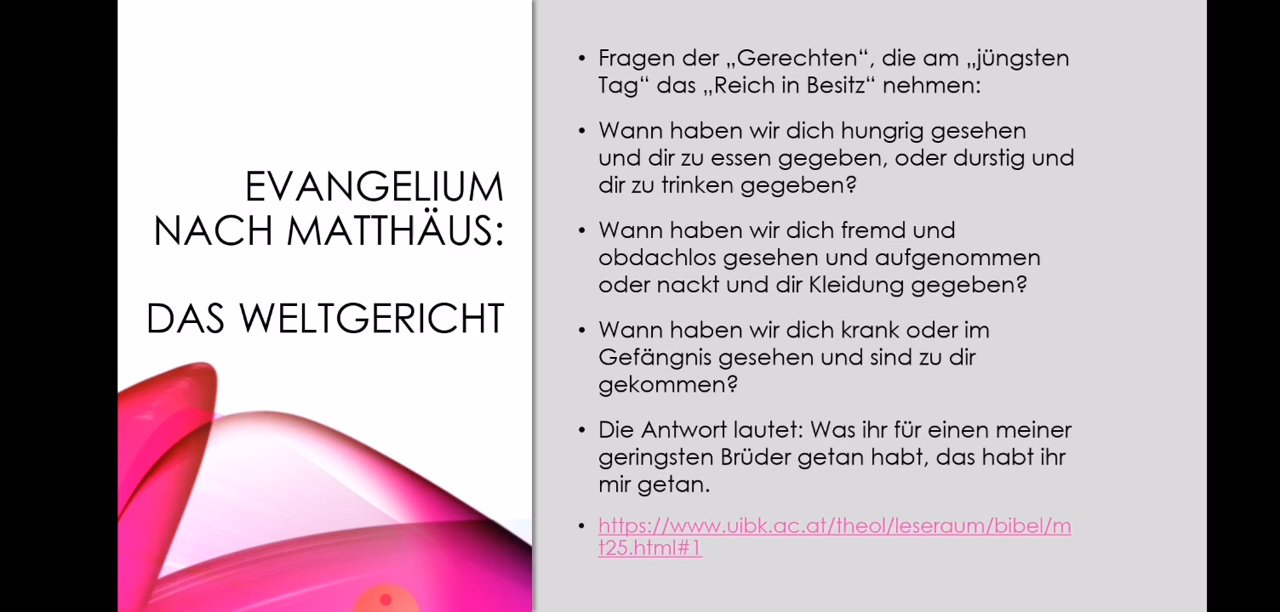 EVANGELIUM
NACH MATTHÄUS:
DAS WELTGERICHT
• Fragen der „Gerechten“, die am „jüngsten
Tag“ das „Reich in Besitz“ nehmen:
• Wann haben wir dich hungrig gesehen
und dir zu essen gegeben, oder durstig und
dir zu trinken gegeben?
• Wann haben wir dich fremd und
obdachlos gesehen und aufgenommen
oder nackt und dir Kleidung gegeben?
• Wann haben wir dich krank oder im
Gefängnis gesehen und sind zu dir
gekommen?
• Die Antwort lautet: Was ihr für einen meiner
geringsten Brüder getan habt, das habt ihr
mir getan.
• https://www.uibk.ac.at/theol/leseraum/bibel/m
t25.html#1